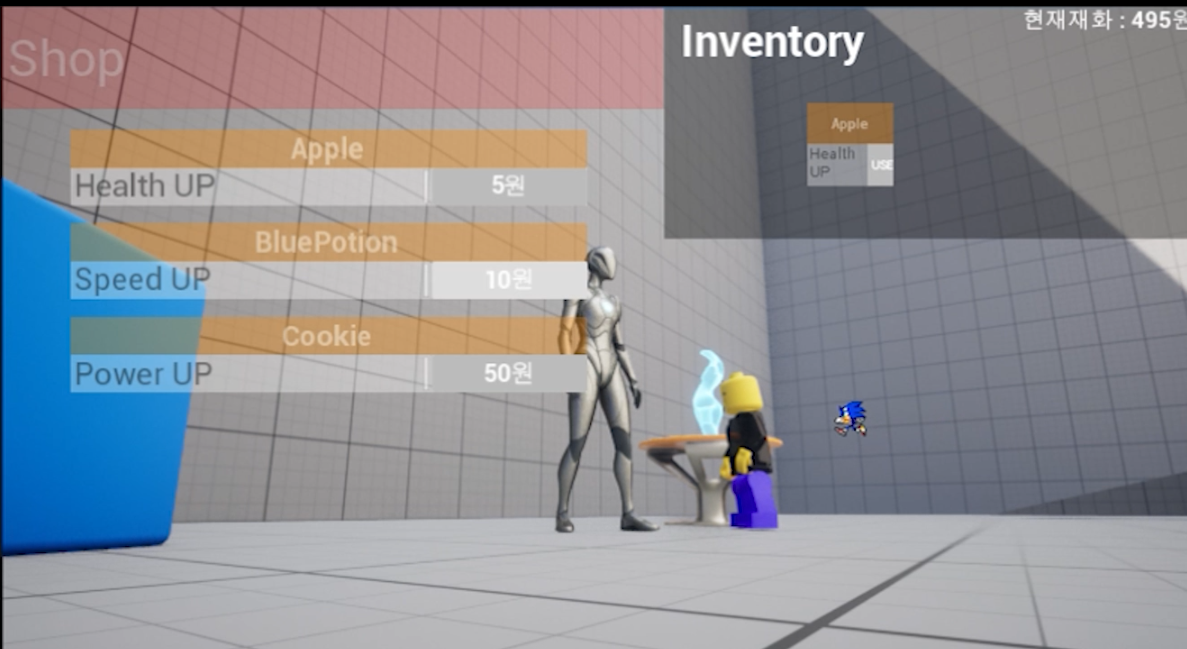 Shop
Apple
Health UP
5원
BluePotion
Speed UP
10원
Cookie
Power UP
50원
현재재화 : 495원
Inventory
Apple
Health
UP
USE